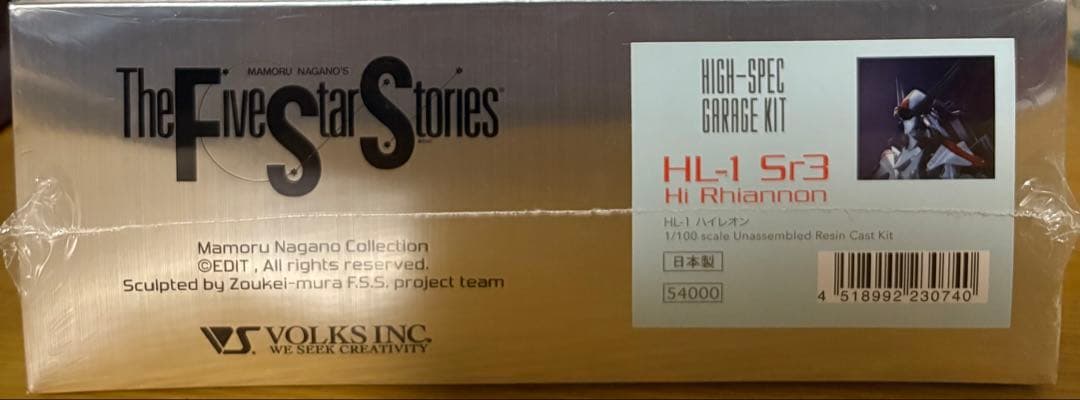 MAMORU NAGANO'S
The Five Star Stories
Mamoru Nagano Collection
©EDIT , All rights reserved.
Sculpted by Zoukei-mura F.S.S. project team
VS. VOLKS INC.
WE SEEK CREATIVITY
HIGH-SPEC
GARAGE KIT
HL-1 Sr3
Hi Rhiannon
HL-1 ハイレオン
1/100 scale Unassembled Resin Cast Kit
日本製
54000
4 518992 230740